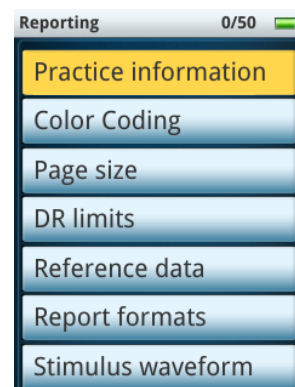 Reporting 0/50
Practice information
Color Coding
Page size
DR limits
Reference data
Report formats
Stimulus waveform